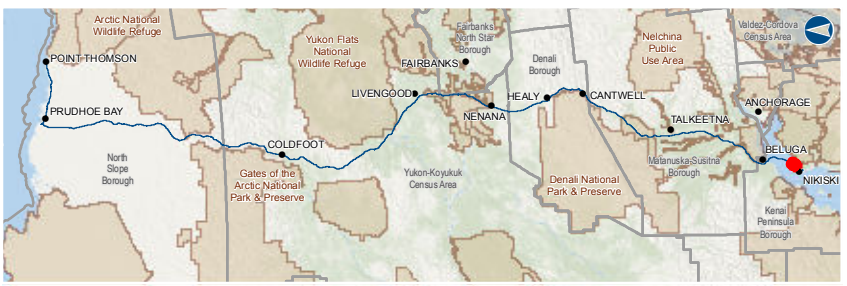 Arctic National
Wildlife Refuge
POINT THOMSON
PRUDHOE BAY
North
Slope
Borough
COLDFOOT
Gates of the
Arctic National
Park & Preserve
Yukon Flats
National
Wildlife Refuge
LIVENGOOD
Yukon-Koyukuk
Census Area
Fairbanks
North Star
Borough
FAIRBANKS
NENANA
Denali
Borough
HEALY
CANTWELL
Denali National
Park & Preserve
Nelchina
Public
Use Area
TALKEETNA
Matanuska-Susitna
Borough
Valdez-Cordova
Census Area
ANCHORAGE
BELUGA
NIKISKI
Kenai
Peninsula
Borough